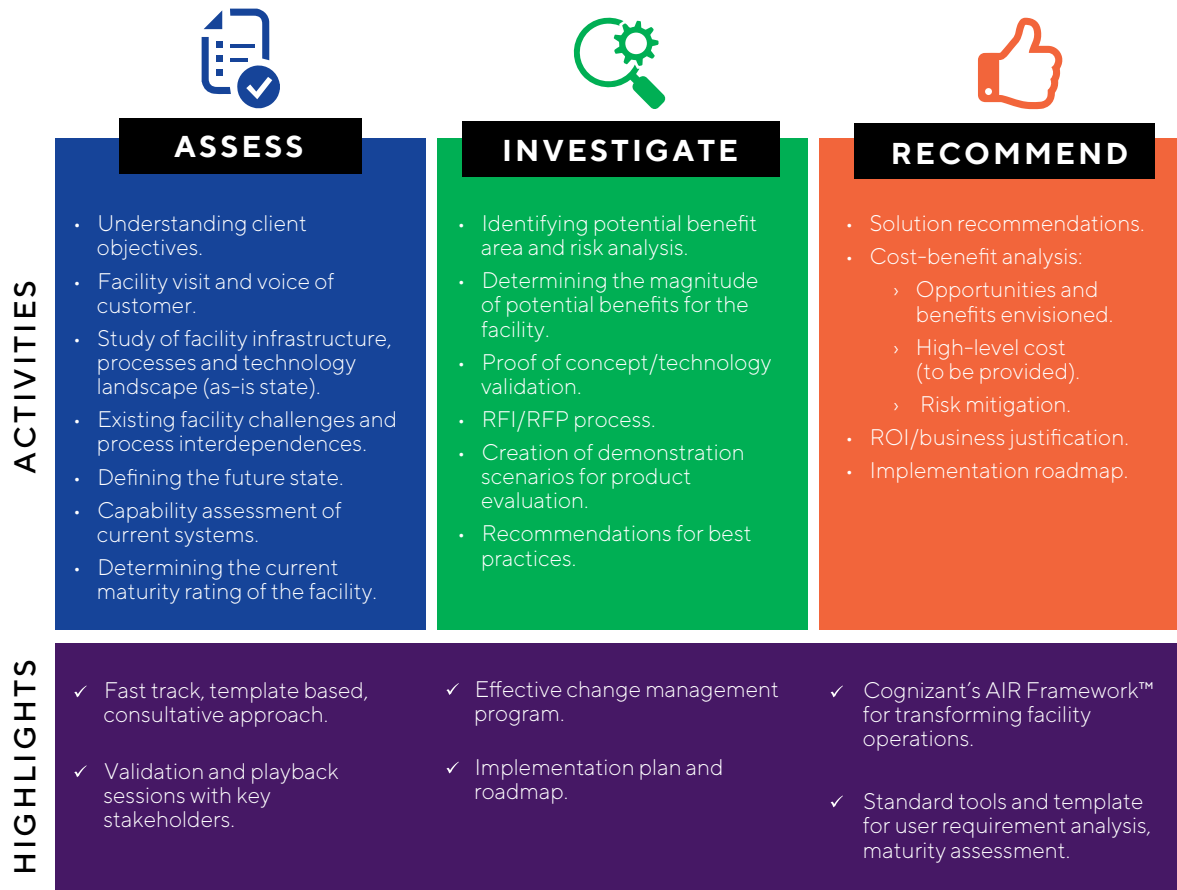 ASSESS
INVESTIGATE
RECOMMEND
ACTIVITIES
• Understanding client
objectives.
• Facility visit and voice of
customer.
• Study of facility infrastructure,
processes and technology
landscape (as-is state).
• Existing facility challenges and
process interdependences.
• Defining the future state.
• Capability assessment of
current systems.
• Determining the current
maturity rating of the facility.
• Identifying potential benefit
area and risk analysis.
• Determining the magnitude
of potential benefits for the
facility.
• Proof of concept/technology
validation.
• RFI/RFP process.
• Creation of demonstration
scenarios for product
evaluation.
• Recommendations for best
practices.
• Solution recommendations.
• Cost-benefit analysis:
› Opportunities and
benefits envisioned.
› High-level cost
(to be provided).
› Risk mitigation.
• ROI/business justification.
• Implementation roadmap.
HIGHLIGHTS
✓ Fast track, template based,
consultative approach.
✓ Validation and playback
sessions with key
stakeholders.
✓ Effective change management
program.
✓ Implementation plan and
roadmap.
✓ Cognizant’s AIR Framework™
for transforming facility
operations.
✓ Standard tools and template
for user requirement analysis,
maturity assessment.